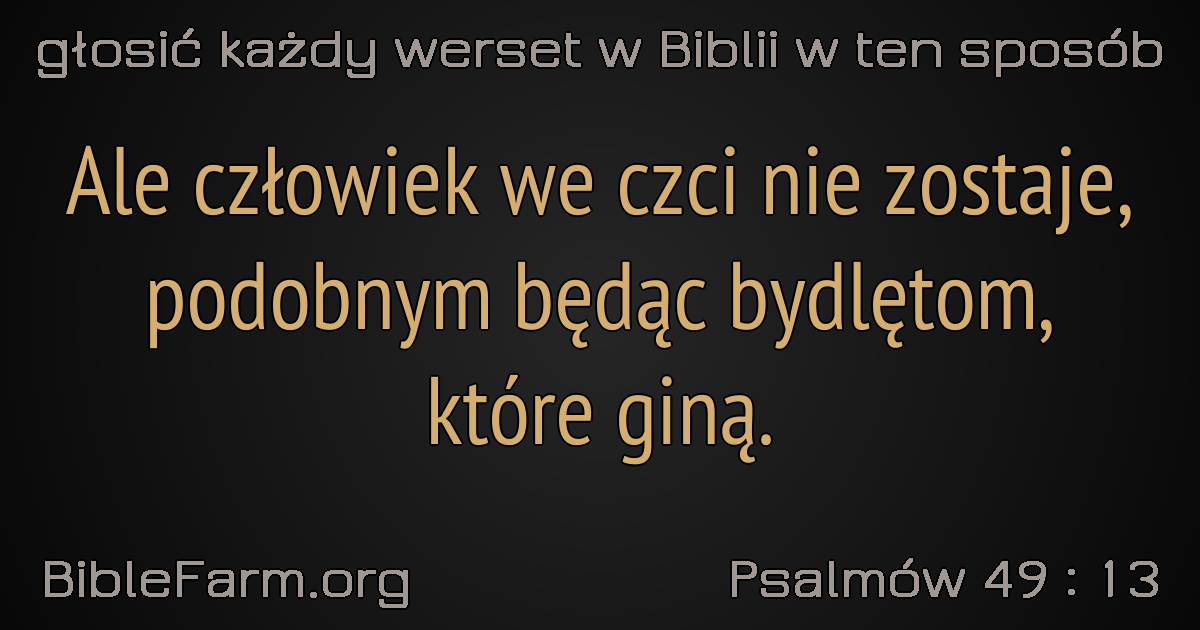 głosić każdy werset w Biblii w ten sposób
Ale człowiek we czci nie zostaje,
podobnym będąc bydlętom,
które giną.
BibleFarm.org
Psalmów 49 : 13